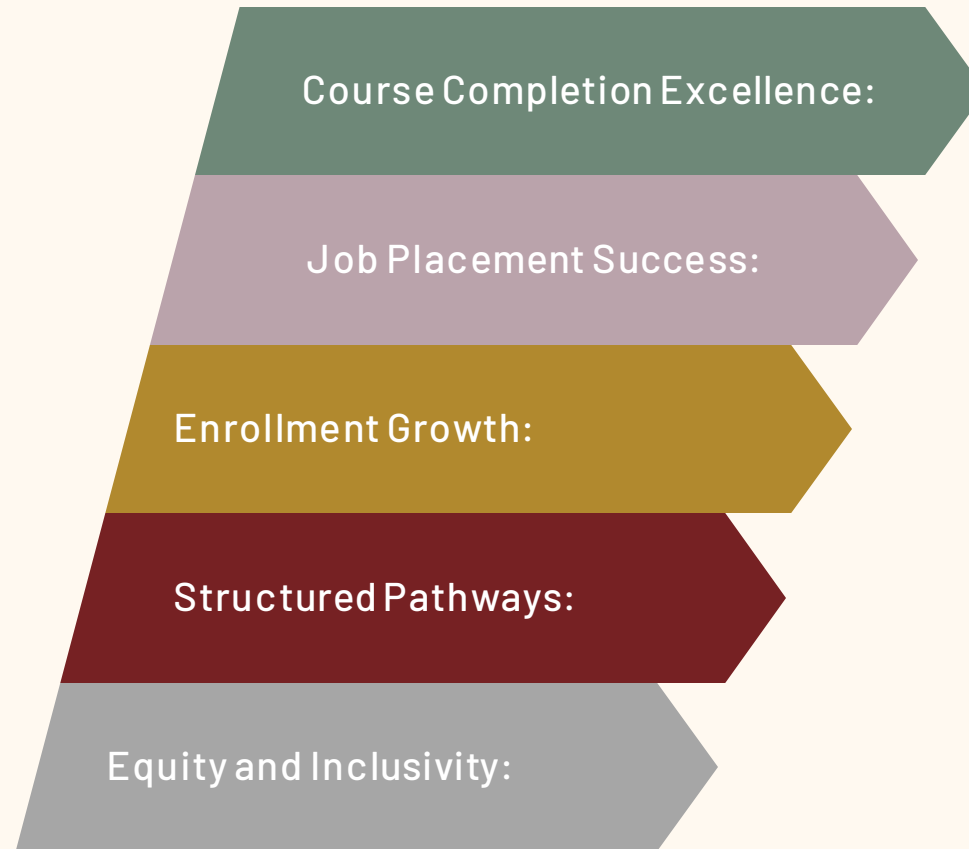 Course Completion Excellence:
Job Placement Success:
Enrollment Growth:
Structured Pathways:
Equity and Inclusivity: